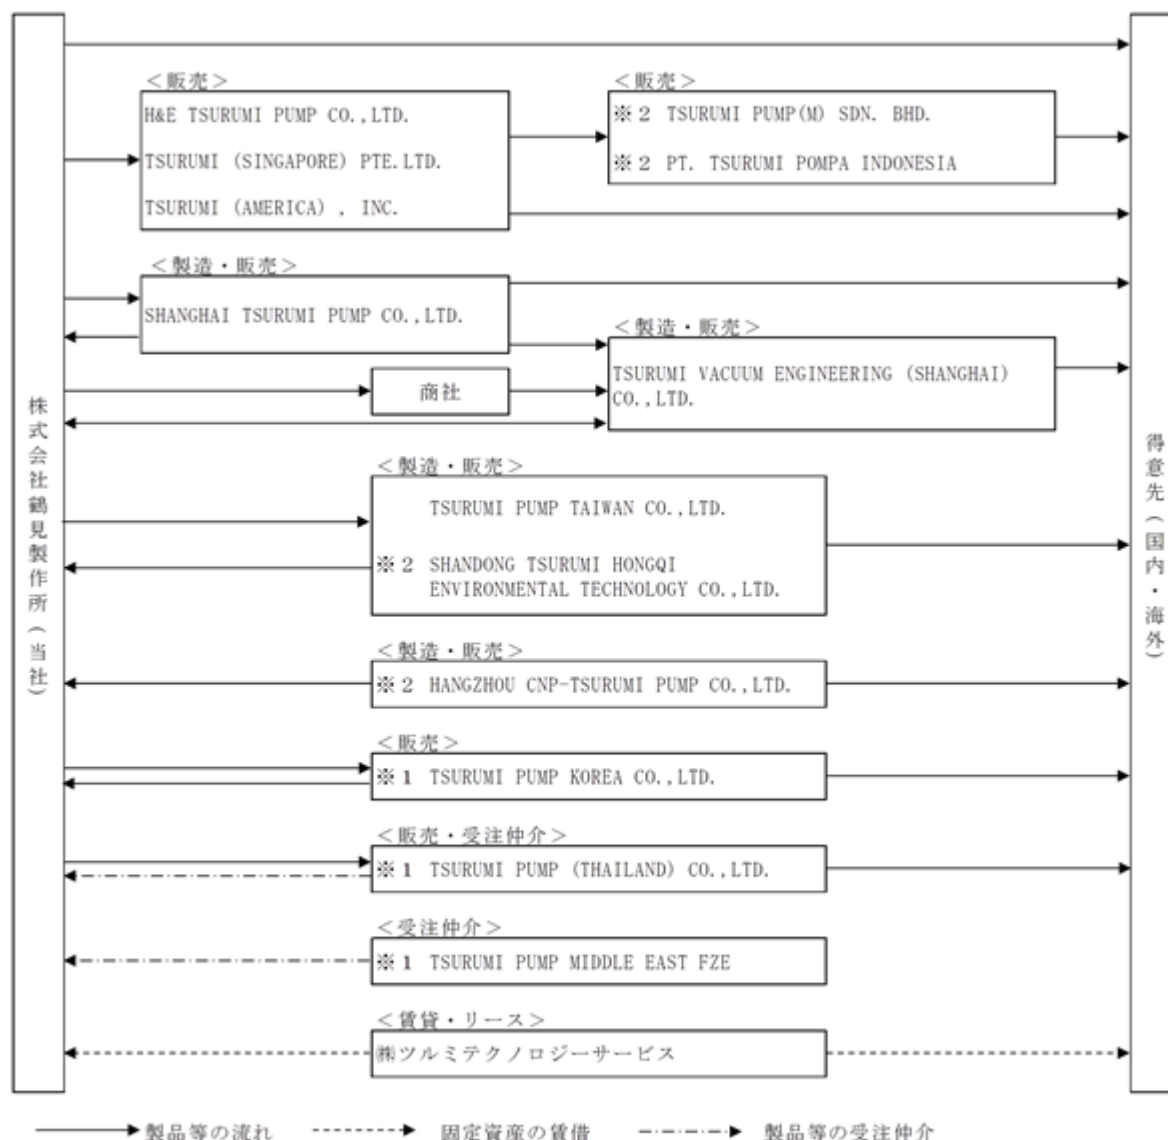 株式会社鶴見製作所(当社)
<販売>
H&E TSURUMI PUMP CO.,LTD.
TSURUMI (SINGAPORE) PTE.LTD.
TSURUMI (AMERICA) , INC.
<販売>
※2 TSURUMI PUMP(M) SDN. BHD.
※2 PT. TSURUMI POMPA INDONESIA
<製造・販売>
SHANGHAI TSURUMI PUMP CO.,LTD.
<製造・販売>
TSURUMI VACUUM ENGINEERING (SHANGHAI)
CO.,LTD.
商社
<製造・販売>
TSURUMI PUMP TAIWAN CO.,LTD.
※2 SHANDONG TSURUMI HONGQI
ENVIRONMENTAL TECHNOLOGY CO.,LTD.
<製造・販売>
※2 HANGZHOU CNP-TSURUMI PUMP CO.,LTD.
<販売>
※1 TSURUMI PUMP KOREA CO.,LTD.
<販売・受注仲介>
※1 TSURUMI PUMP (THAILAND) CO.,LTD.
<受注仲介>
※1 TSURUMI PUMP MIDDLE EAST FZE
<賃貸・リース>
㈱ツルミテクノロジーサービス
得意先(国内・海外)
製品等の流れ 固定資産の賃借 製品等の受注仲介